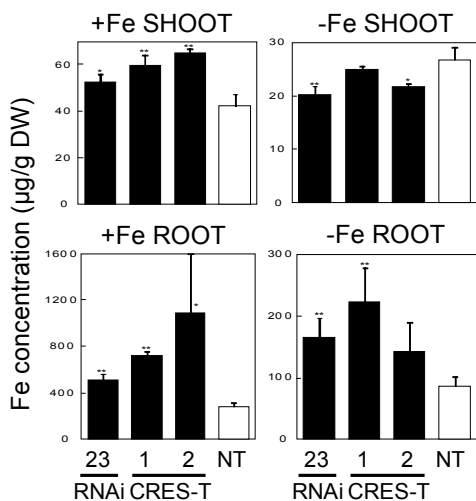 +Fe SHOOT
-Fe SHOOT
Fe concentration (µg/g DW)
60
40
20
0
* ** **
30
20
10
0
** *
+Fe ROOT
-Fe ROOT
1600
1200
800
400
0
** ** *
300
200
100
0
** **
23 1 2 NT
23 1 2 NT
RNAi CRES-T
RNAi CRES-T